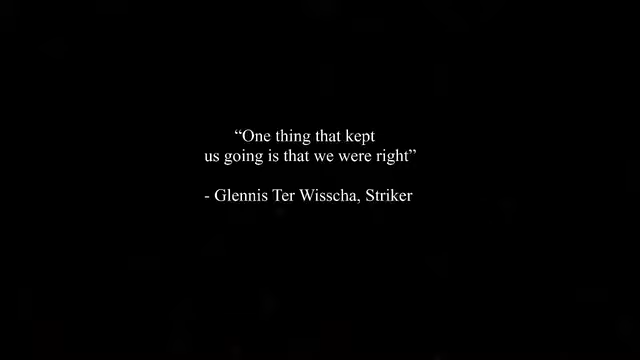 “One thing that kept
us going is that we were right”
- Glennis Ter Wisscha, Striker